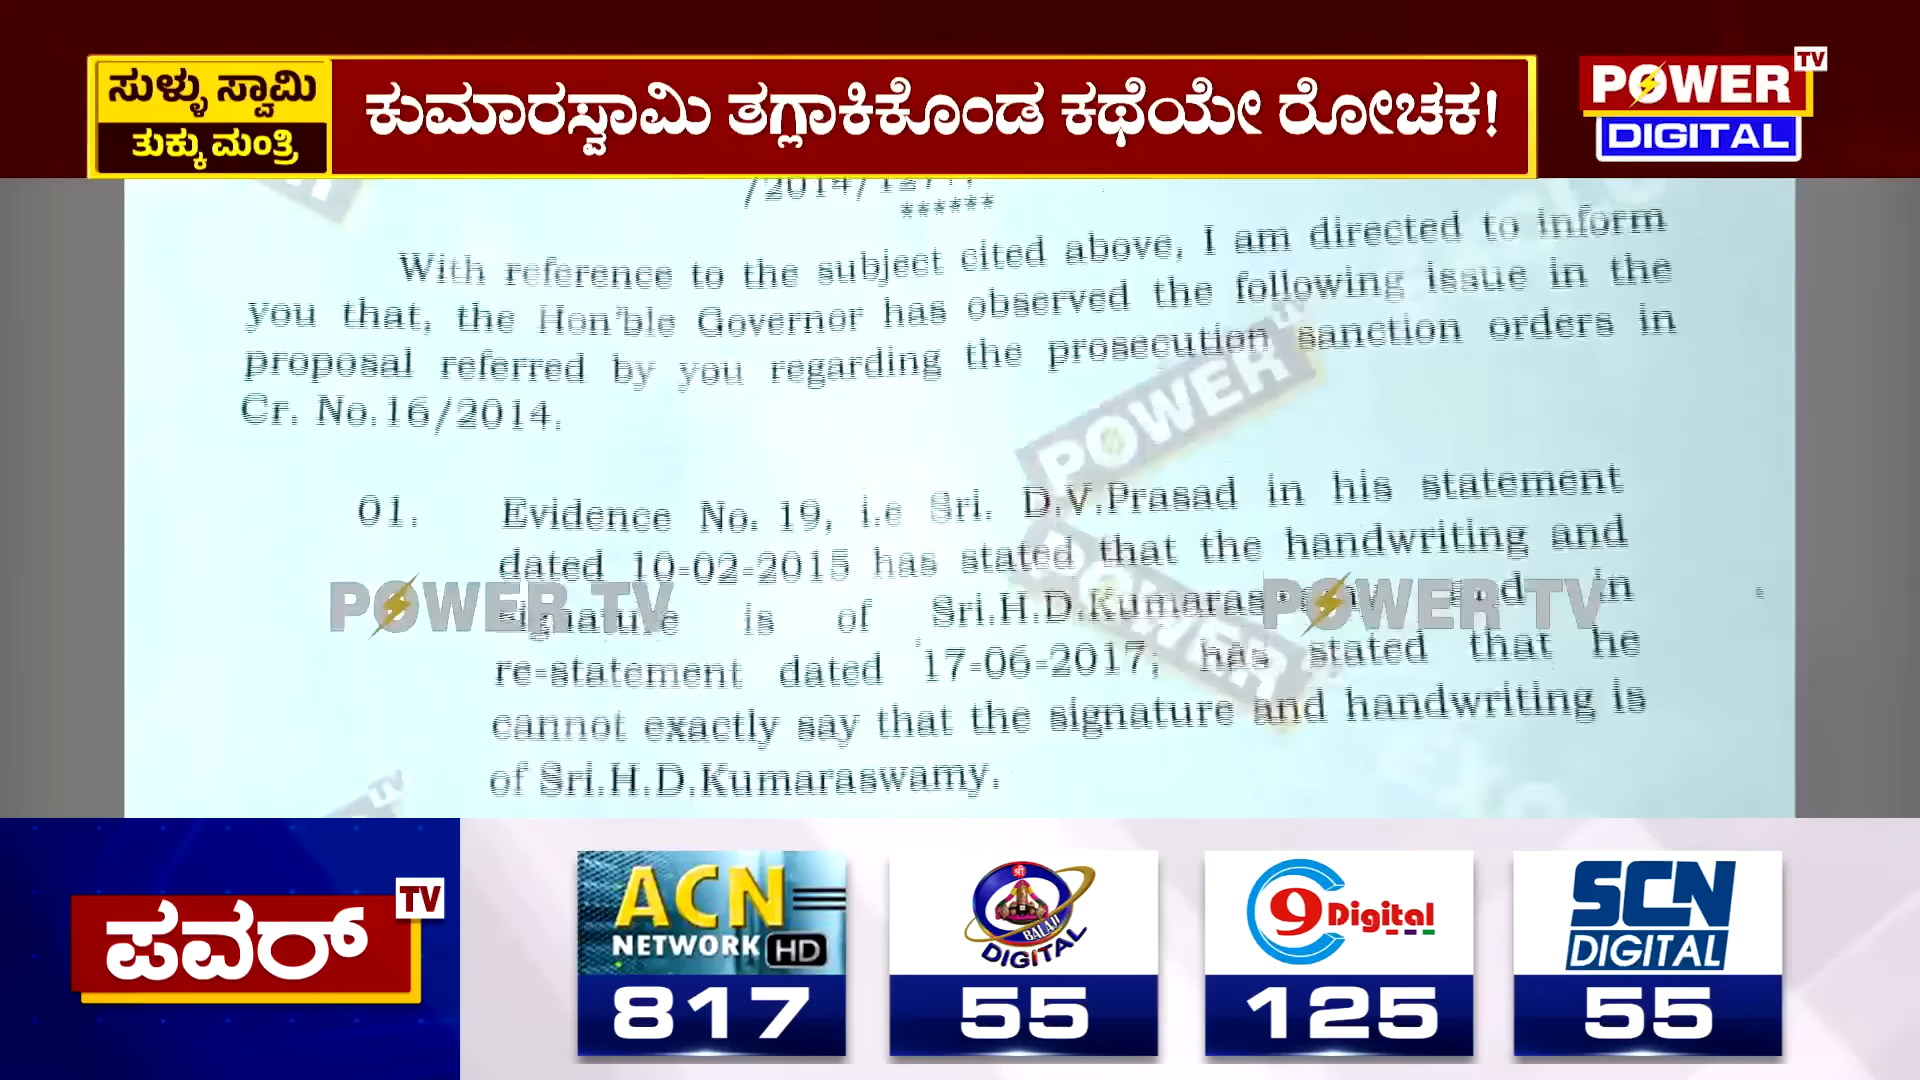 ಸುಳ್ಳು ಸ್ವಾಮಿ
ತುಕ್ಕು ಮಂತ್ರಿ
ಕುಮಾರಸ್ವಾಮಿ ತಗ್ಲಾಕಿಕೊಂಡ ಕಥೆಯೇ ರೋಚಕ!
POWER TV
DIGITAL
/2014/
******
With reference to the subject cited above, I am directed to inform
you that, the Hon'ble Governor has observed the following issue in the
proposal referred by you regarding the prosecution sanction orders in
Cr. No.16/2014.
01. Evidence No. 19, i.e Sri. D.V.Prasad in his statement
dated 10-02-2015 has stated that the handwriting and
signature is of Sri.H.D. in
re-statement dated 17-06-2017; has stated that he
cannot exactly say that the signature and handwriting is
of Sri.H.D.Kumaraswamy.
POWER TV
POWER TV
POWER TV
POWER
ಪವರ್ TV
ACN
NETWORK HD
817
श्री
BALAJI
DIGITAL
55
9 Digital
125
SCN
DIGITAL
55